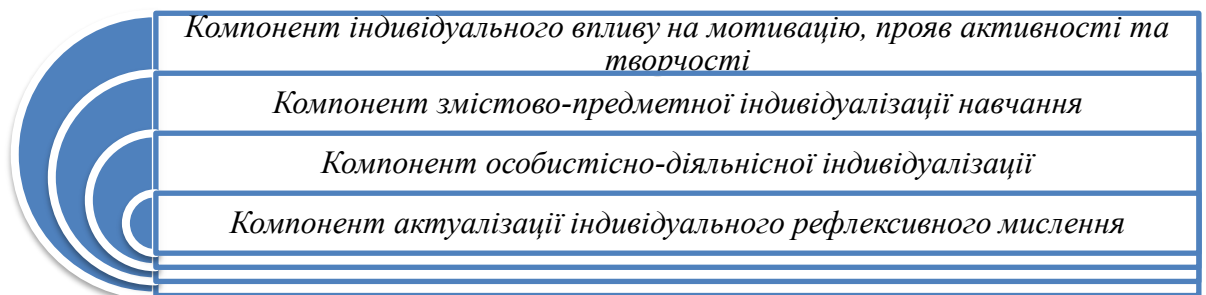 Компонент індивідуального впливу на мотивацію, прояв активності та
творчості
Компонент змістово-предметної індивідуалізації навчання
Компонент особистісно-діяльнісної індивідуалізації
Компонент актуалізації індивідуального рефлексивного мислення